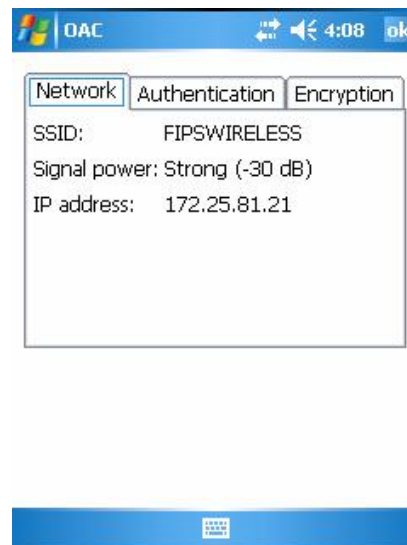 OAC 4:08 ok
Network Authentication Encryption
SSID: FIPSWIRELESS
Signal power: Strong (-30 dB)
IP address: 172.25.81.21